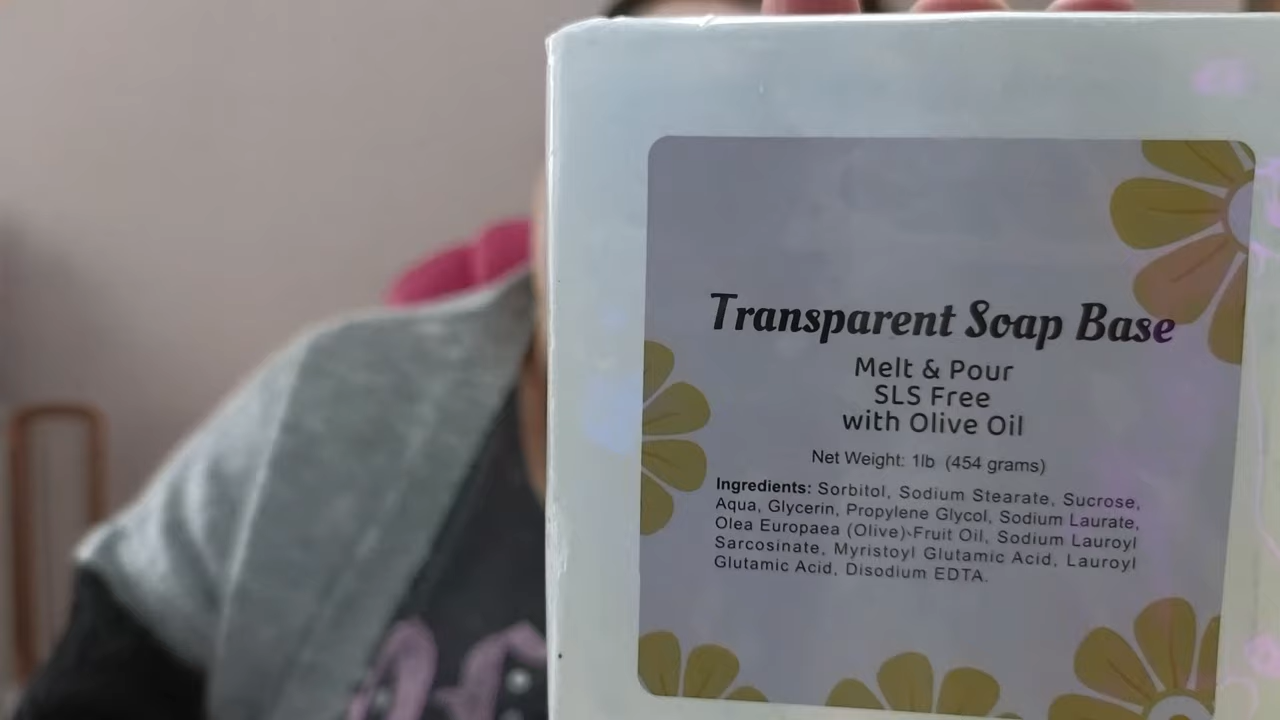 Transparent Soap Base
Melt & Pour
SLS Free
with Olive Oil
Net Weight: 1lb (454 grams)
Ingredients: Sorbitol, Sodium Stearate, Sucrose,
Aqua, Glycerin, Propylene Glycol, Sodium Laurate,
Olea Europaea (Olive)-Fruit Oil, Sodium Lauroyl
Sarcosinate, Myristoyl Glutamic Acid, Lauroyl
Glutamic Acid, Disodium EDTA.